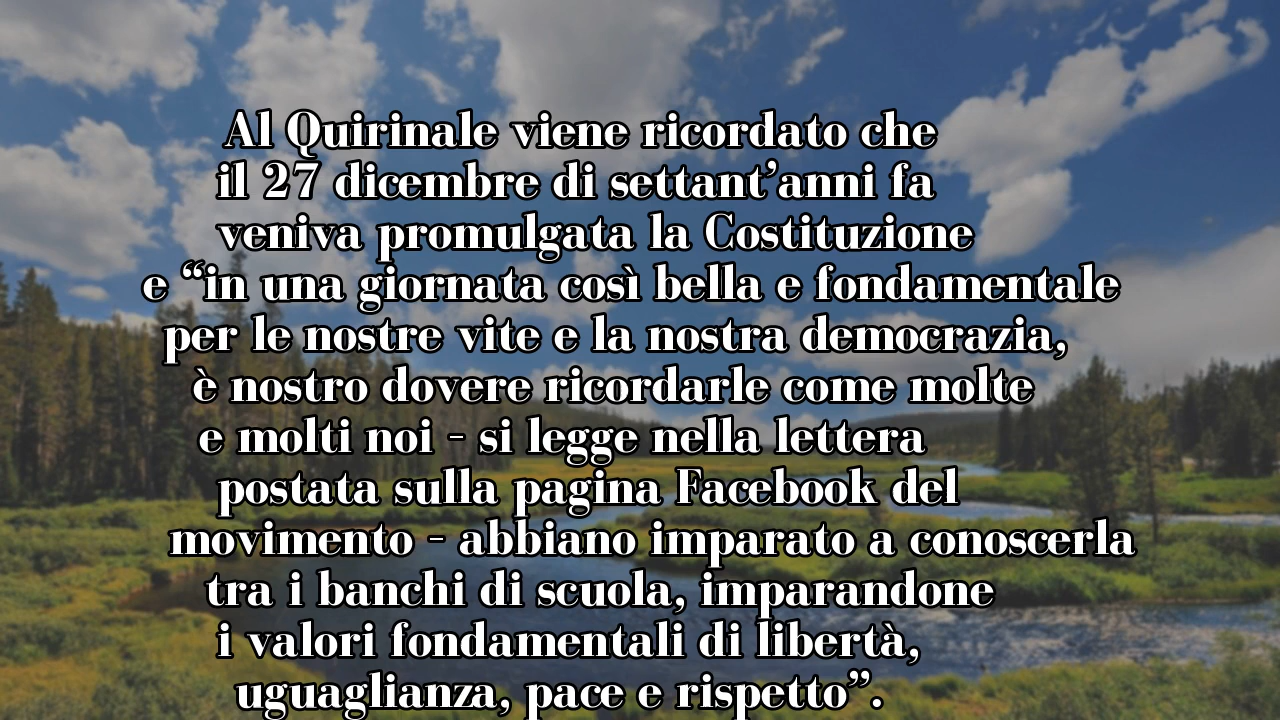 Al Quirinale viene ricordato che
il 27 dicembre di settant’anni fa
veniva promulgata la Costituzione
e “in una giornata così bella e fondamentale
per le nostre vite e la nostra democrazia,
è nostro dovere ricordarle come molte
e molti noi - si legge nella lettera
postata sulla pagina Facebook del
movimento - abbiano imparato a conoscerla
tra i banchi di scuola, imparandone
i valori fondamentali di libertà,
uguaglianza, pace e rispetto”.